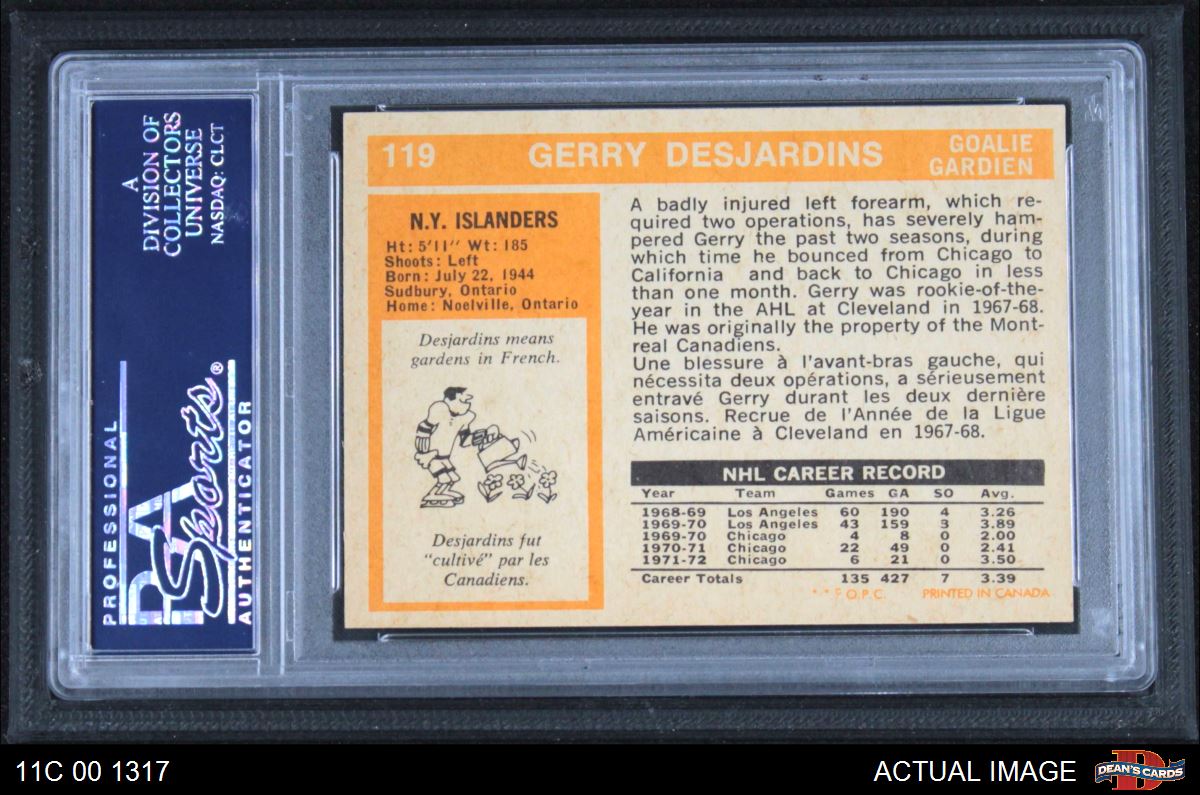 A
DIVISION OF
COLLECTORS
UNIVERSE
NASDAQ: CLCT
PROFESSIONAL
PSA
Sports®
AUTHENTICATOR
119 GERRY DESJARDINS GOALIE
GARDIEN
N.Y. ISLANDERS
Ht: 5'11" Wt: 185
Shoots: Left
Born: July 22, 1944
Sudbury, Ontario
Home: Noelville, Ontario
Desjardins means
gardens in French.
Desjardins fut
"cultivé" par les
Canadiens.
A badly injured left forearm, which re-
quired two operations, has severely ham-
pered Gerry the past two seasons, during
which time he bounced from Chicago to
California and back to Chicago in less
than one month. Gerry was rookie-of-the-
year in the AHL at Cleveland in 1967-68.
He was originally the property of the Mont-
real Canadiens.
Une blessure à l'avant-bras gauche, qui
nécessita deux opérations, a sérieusement
entravé Gerry durant les deux dernière
saisons. Recrue de l'Année de la Ligue
Américaine à Cleveland en 1967-68.
NHL CAREER RECORD
Year Team Games GA SO Avg.
1968-69 Los Angeles 60 190 4 3.26
1969-70 Los Angeles 43 159 3 3.89
1969-70 Chicago 4 8 0 2.00
1970-71 Chicago 22 49 0 2.41
1971-72 Chicago 6 21 0 3.50
Career Totals 135 427 7 3.39
* * © O.P.C. PRINTED IN CANADA
11C 00 1317
ACTUAL IMAGE
D
DEAN'S CARDS